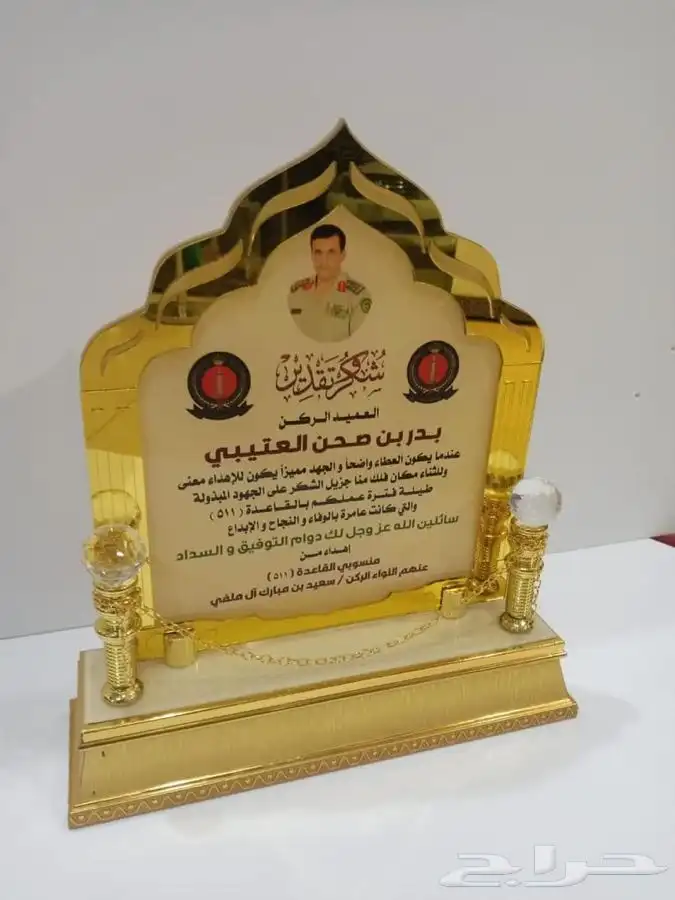 شكر وتقدير
العميد الركن
بدر بن صحن العتيبي
عندما يكون العطاء واضحاً و الجهد مميزاً يكون للإهداء معنى
وللثناء مكان فلك منا جزيل الشكر على الجهود المبذولة
طيلة فترة عملكم بالقاعدة (٥١١)
والتي كانت عامرة بالوفاء و النجاح و الإبداع
سائلين الله عز وجل لك دوام التوفيق و السداد
إهداء من
منسوبي القاعدة (٥١١)
عنهم اللواء الركن / سعيد بن مبارك آل ملفي
حراج